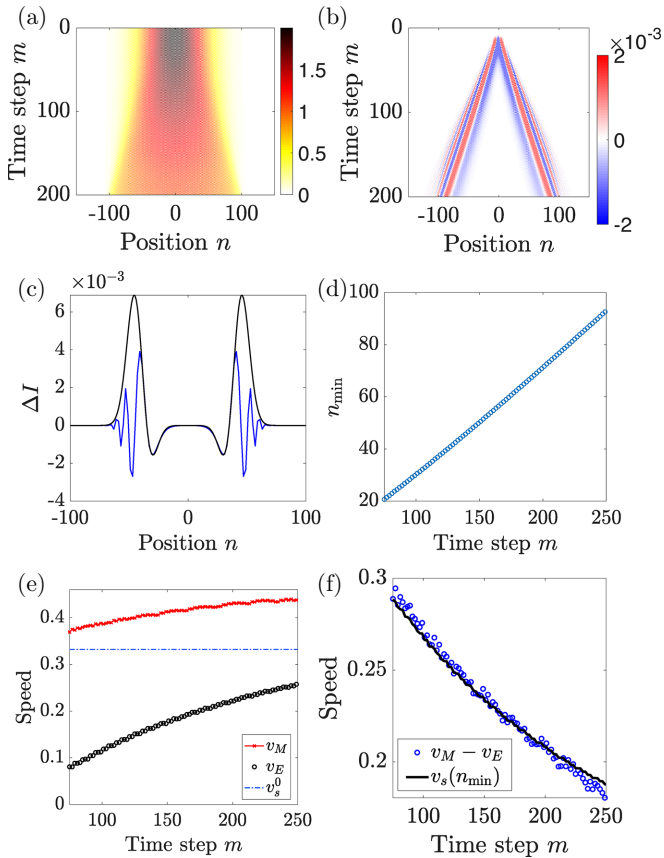 (a)
0
100
200
Time step m
-100
0
100
Position n
1.5
1
0.5
0
(b)
0
100
200
Time step m
-100
0
100
Position n
×10⁻³
2
0
-2
(c)
×10⁻³
6
4
2
0
-2
-4
ΔI
-100
0
100
Position n
(d)
100
80
60
40
20
n_min
100
150
200
250
Time step m
(e)
0.4
0.3
0.2
0.1
0
Speed
100
150
200
250
Time step m
v_M
v_E
v_s^0
(f)
0.3
0.25
0.2
Speed
100
150
200
250
Time step m
v_M − v_E
v_s(n_min)